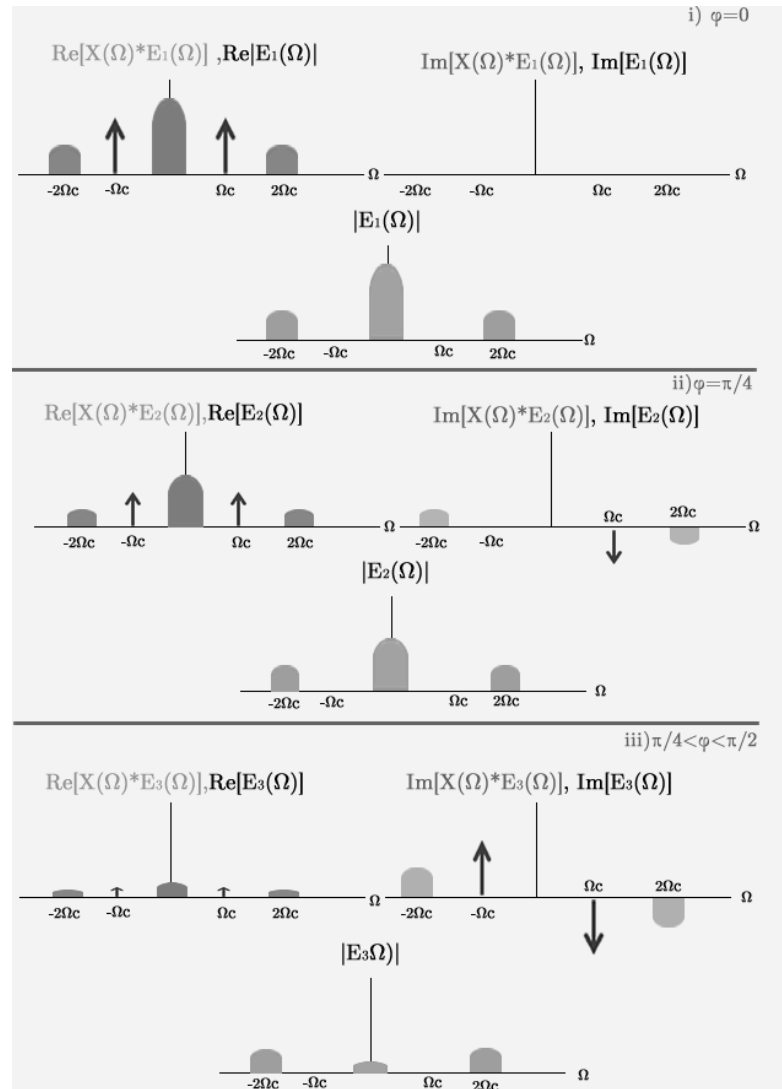 i) φ=0
Re[X(Ω)*E1(Ω)] ,Re|E1(Ω)|
Im[X(Ω)*E1(Ω)], Im[E1(Ω)]
-2Ωc -Ωc Ωc 2Ωc Ω
-2Ωc -Ωc Ωc 2Ωc Ω
|E1(Ω)|
-2Ωc -Ωc Ωc 2Ωc Ω
ii)φ=π/4
Re[X(Ω)*E2(Ω)],Re[E2(Ω)]
Im[X(Ω)*E2(Ω)], Im[E2(Ω)]
-2Ωc -Ωc Ωc 2Ωc Ω
-2Ωc -Ωc Ωc 2Ωc Ω
|E2(Ω)|
-2Ωc -Ωc Ωc 2Ωc Ω
iii)π/4<φ<π/2
Re[X(Ω)*E3(Ω)],Re[E3(Ω)]
Im[X(Ω)*E3(Ω)], Im[E3(Ω)]
-2Ωc -Ωc Ωc 2Ωc Ω
-2Ωc -Ωc Ωc 2Ωc Ω
|E3Ω)|
-2Ωc -Ωc Ωc 2Ωc Ω